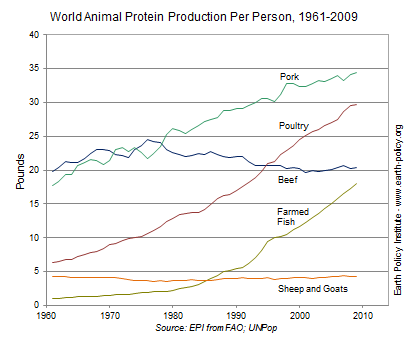 World Animal Protein Production Per Person, 1961-2009
40
35
30
25
20
15
10
5
0
Pounds
Pork
Poultry
Beef
Farmed
Fish
Sheep and Goats
1960 1970 1980 1990 2000 2010
Source: EPI from FAO; UNPop
Earth Policy Institute - www.earth-policy.org